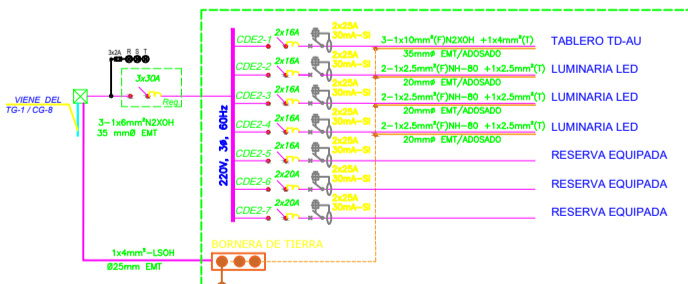 3x2A R S T
3x30A
Reg.
VIENE DEL
TG-1 / CG-8
3-1x6mm²N2XOH
35 mmØ EMT
220V, 3ø, 60Hz
CDE2-1 2x16A 2x25A
30mA-SI
3-1x10mm²(F)N2XOH +1x4mm²(T)
35mmø EMT/ADOSADO
TABLERO TD-AU
CDE2-2 2x16A 2x25A
30mA-SI
2-1x2.5mm²(F)NH-80 +1x2.5mm²(T)
20mmø EMT/ADOSADO
LUMINARIA LED
CDE2-3 2x16A 2x25A
30mA-SI
2-1x2.5mm²(F)NH-80 +1x2.5mm²(T)
20mmø EMT/ADOSADO
LUMINARIA LED
CDE2-4 2x16A 2x25A
30mA-SI
2-1x2.5mm²(F)NH-80 +1x2.5mm²(T)
20mmø EMT/ADOSADO
LUMINARIA LED
CDE2-5 2x16A 2x25A
30mA-SI
RESERVA EQUIPADA
CDE2-6 2x20A 2x25A
30mA-SI
RESERVA EQUIPADA
CDE2-7 2x20A 2x25A
30mA-SI
RESERVA EQUIPADA
BORNERA DE TIERRA
1x4mm²-LSOH
Ø25mm EMT